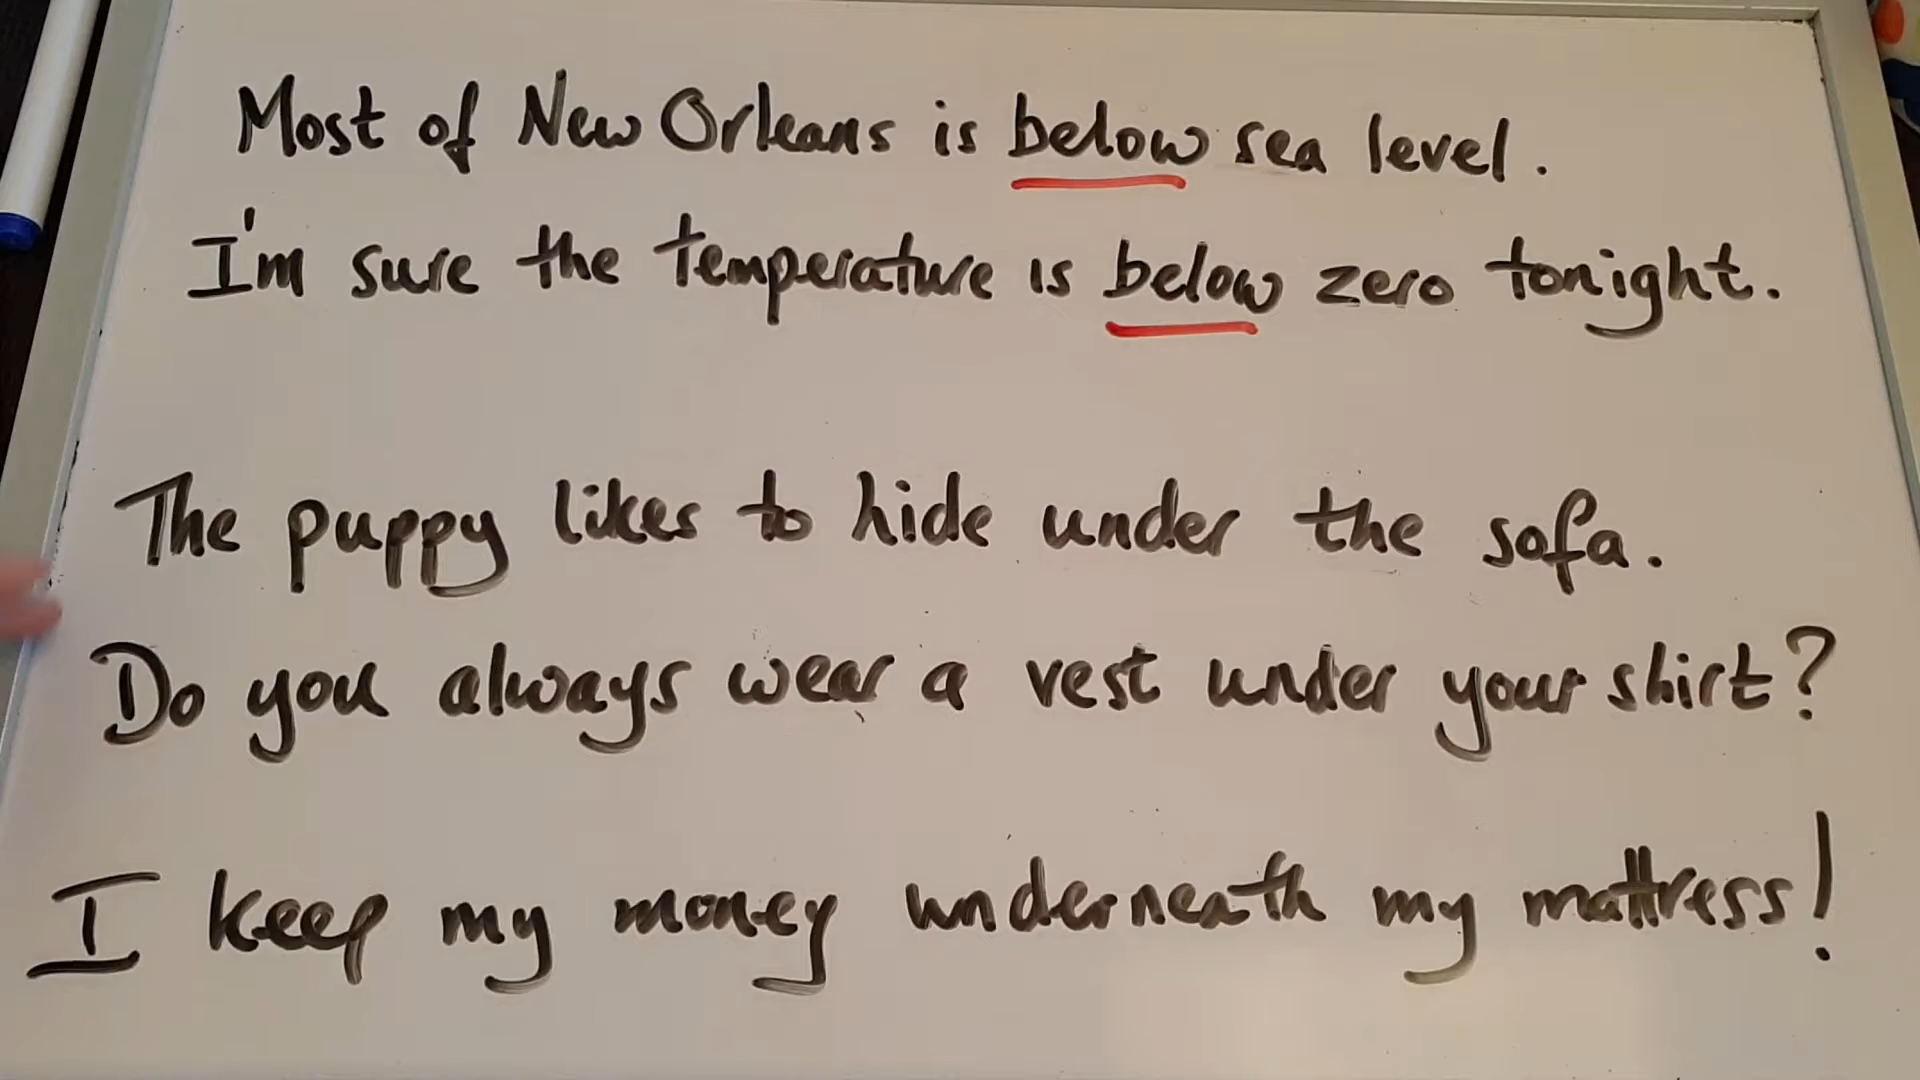 Most of New Orleans is below sea level.
I'm sure the temperature is below zero tonight.
The puppy likes to hide under the sofa.
Do you always wear a vest under your shirt?
I keep my money underneath my mattress!